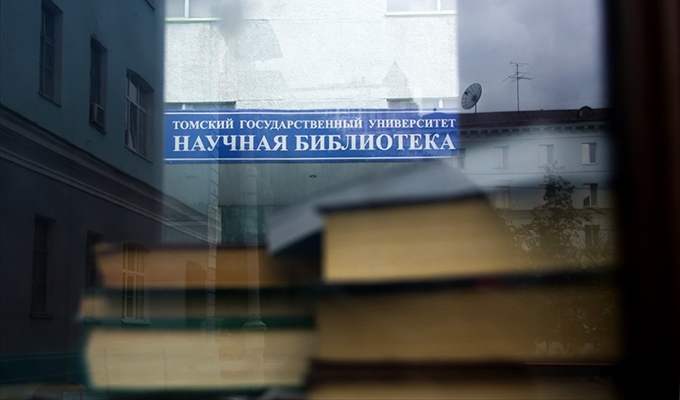 ТОМСКИЙ ГОСУДАРСТВЕННЫЙ УНИВЕРСИТЕТ
НАУЧНАЯ БИБЛИОТЕКА